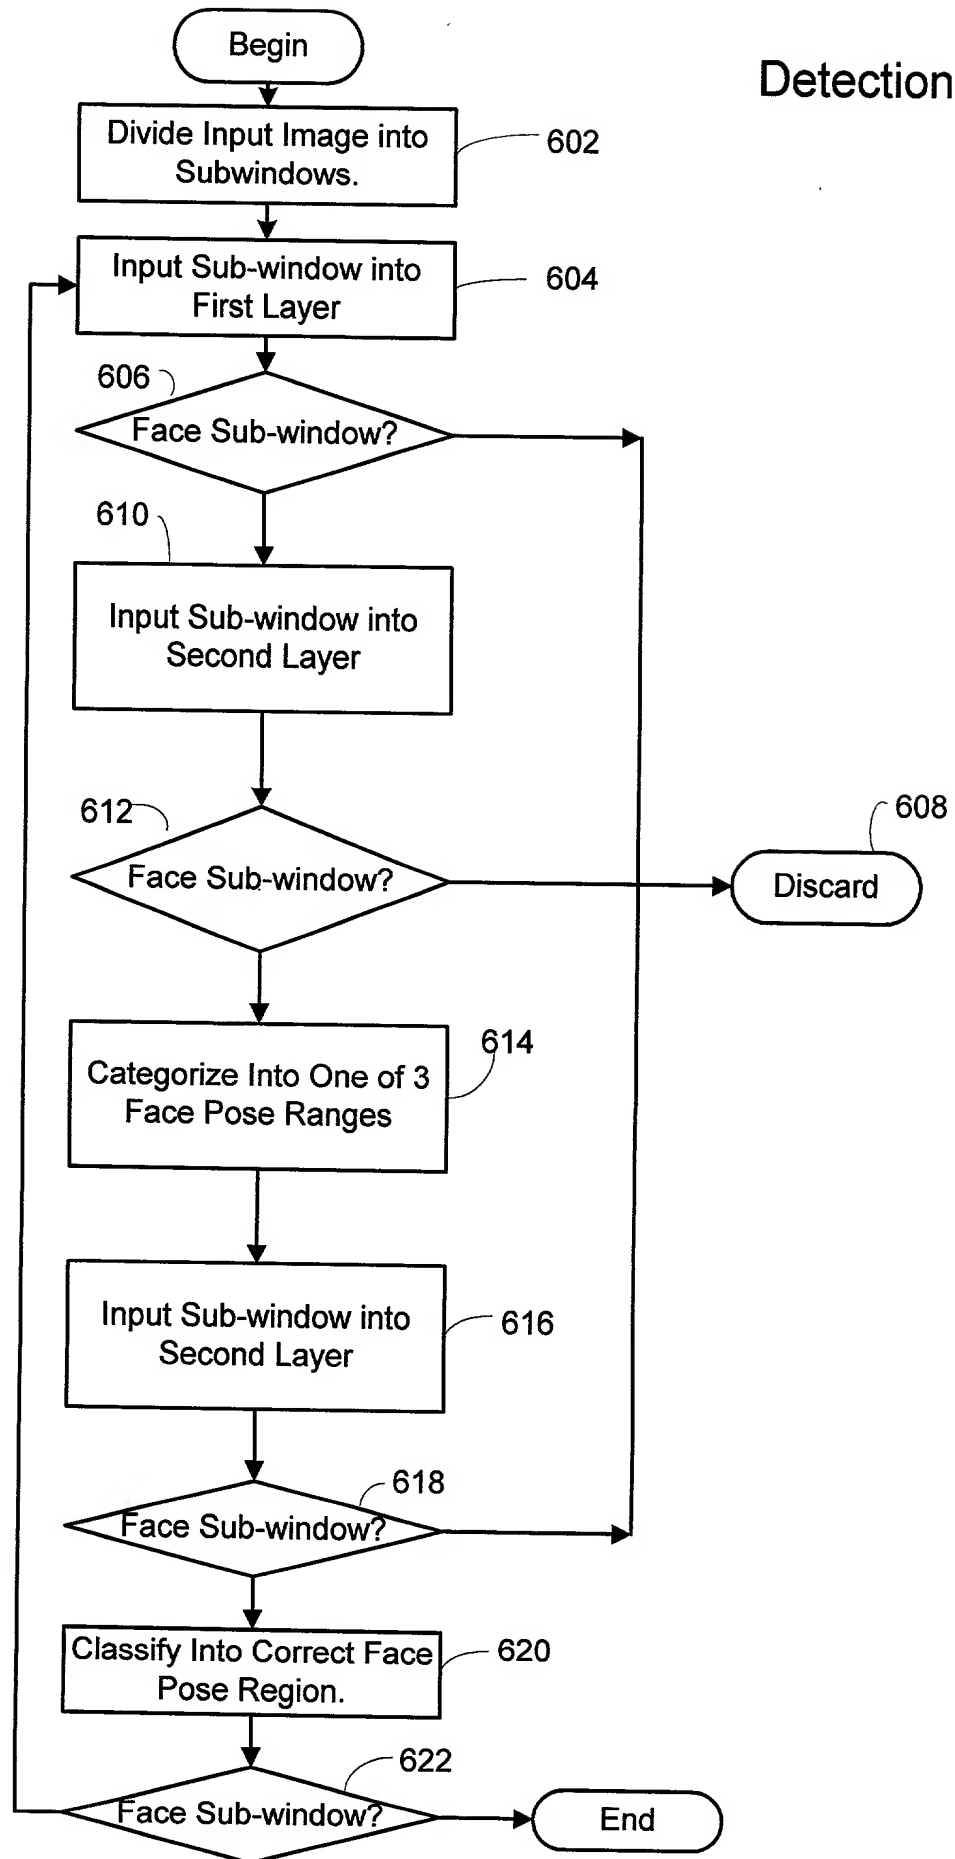 Begin
Detection
Divide Input Image into
Subwindows.
602
Input Sub-window into
First Layer
604
606
Face Sub-window?
610
Input Sub-window into
Second Layer
612
Face Sub-window?
608
Discard
614
Categorize Into One of 3
Face Pose Ranges
Input Sub-window into
Second Layer
616
618
Face Sub-window?
Classify Into Correct Face
Pose Region.
620
622
Face Sub-window?
End